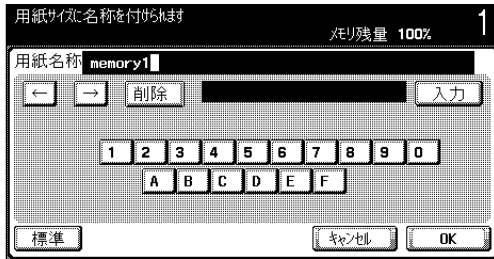 用紙サイズに名称を付けられます
メモリ残量 100% 1
用紙名称 memory1
← → 削除 入力
1 2 3 4 5 6 7 8 9 0
A B C D E F
標準 キャンセル OK